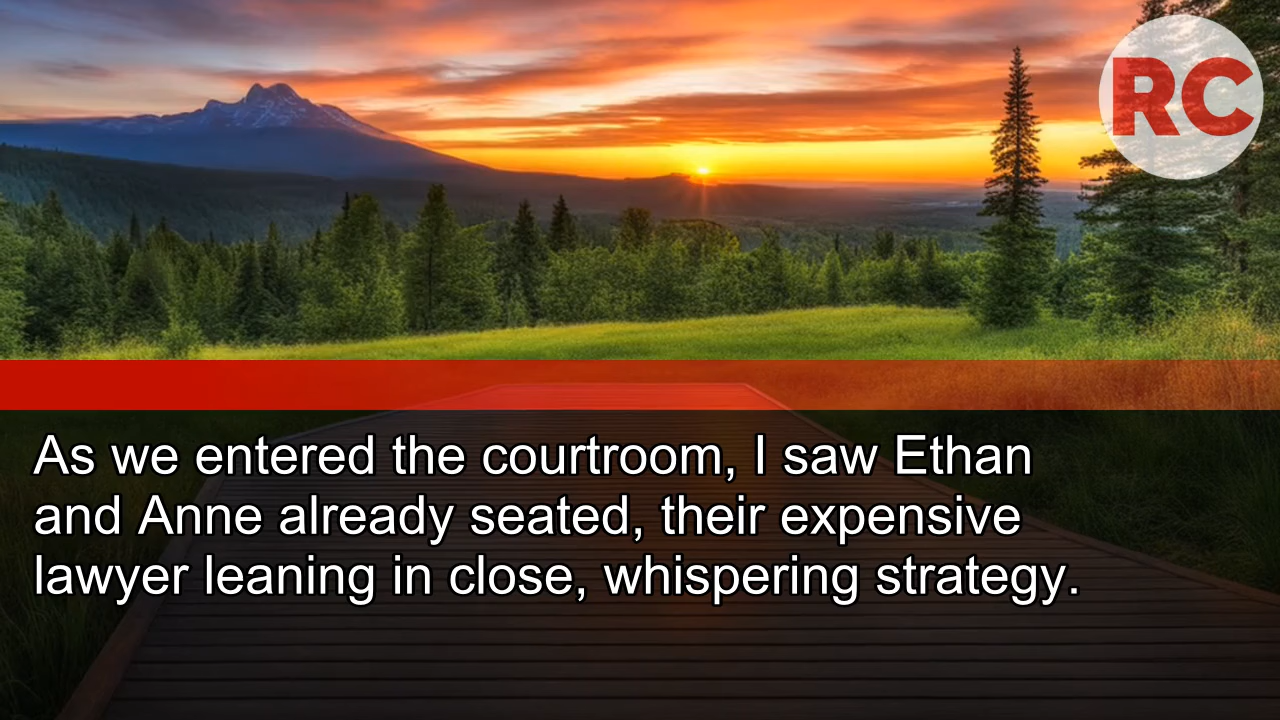 RC
As we entered the courtroom, I saw Ethan
and Anne already seated, their expensive
lawyer leaning in close, whispering strategy.